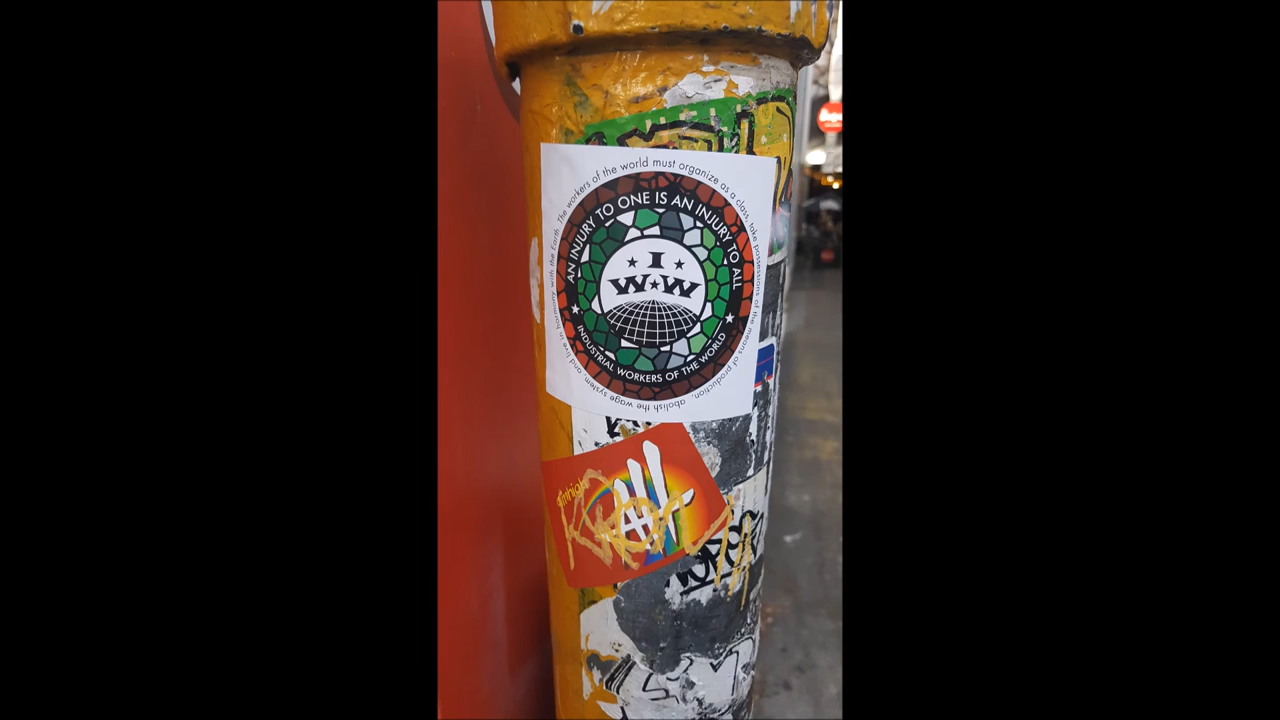 The workers of the world must organize as a class, take possessions of the means of production, abolish the wage system, and live in harmony with the Earth.
AN INJURY TO ONE IS AN INJURY TO ALL
I
W★W
INDUSTRIAL WORKERS OF THE WORLD